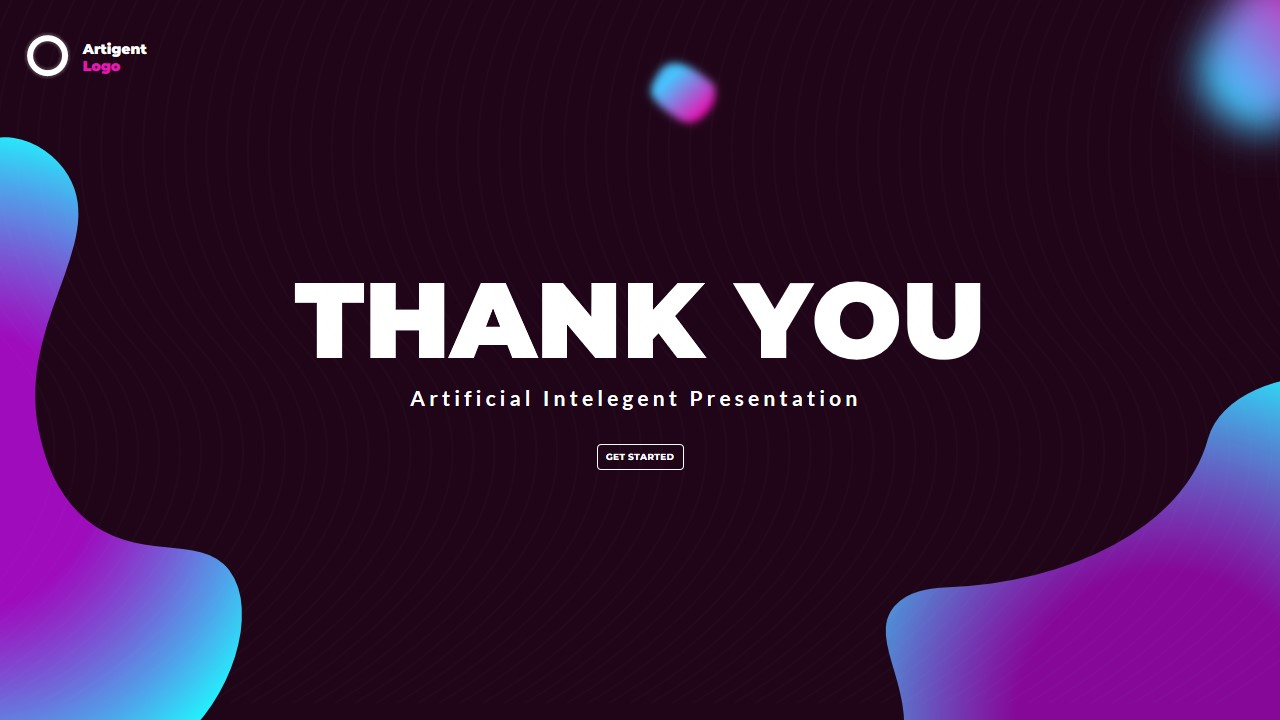 Artigent
Logo
THANK YOU
Artificial Intelegent Presentation
GET STARTED